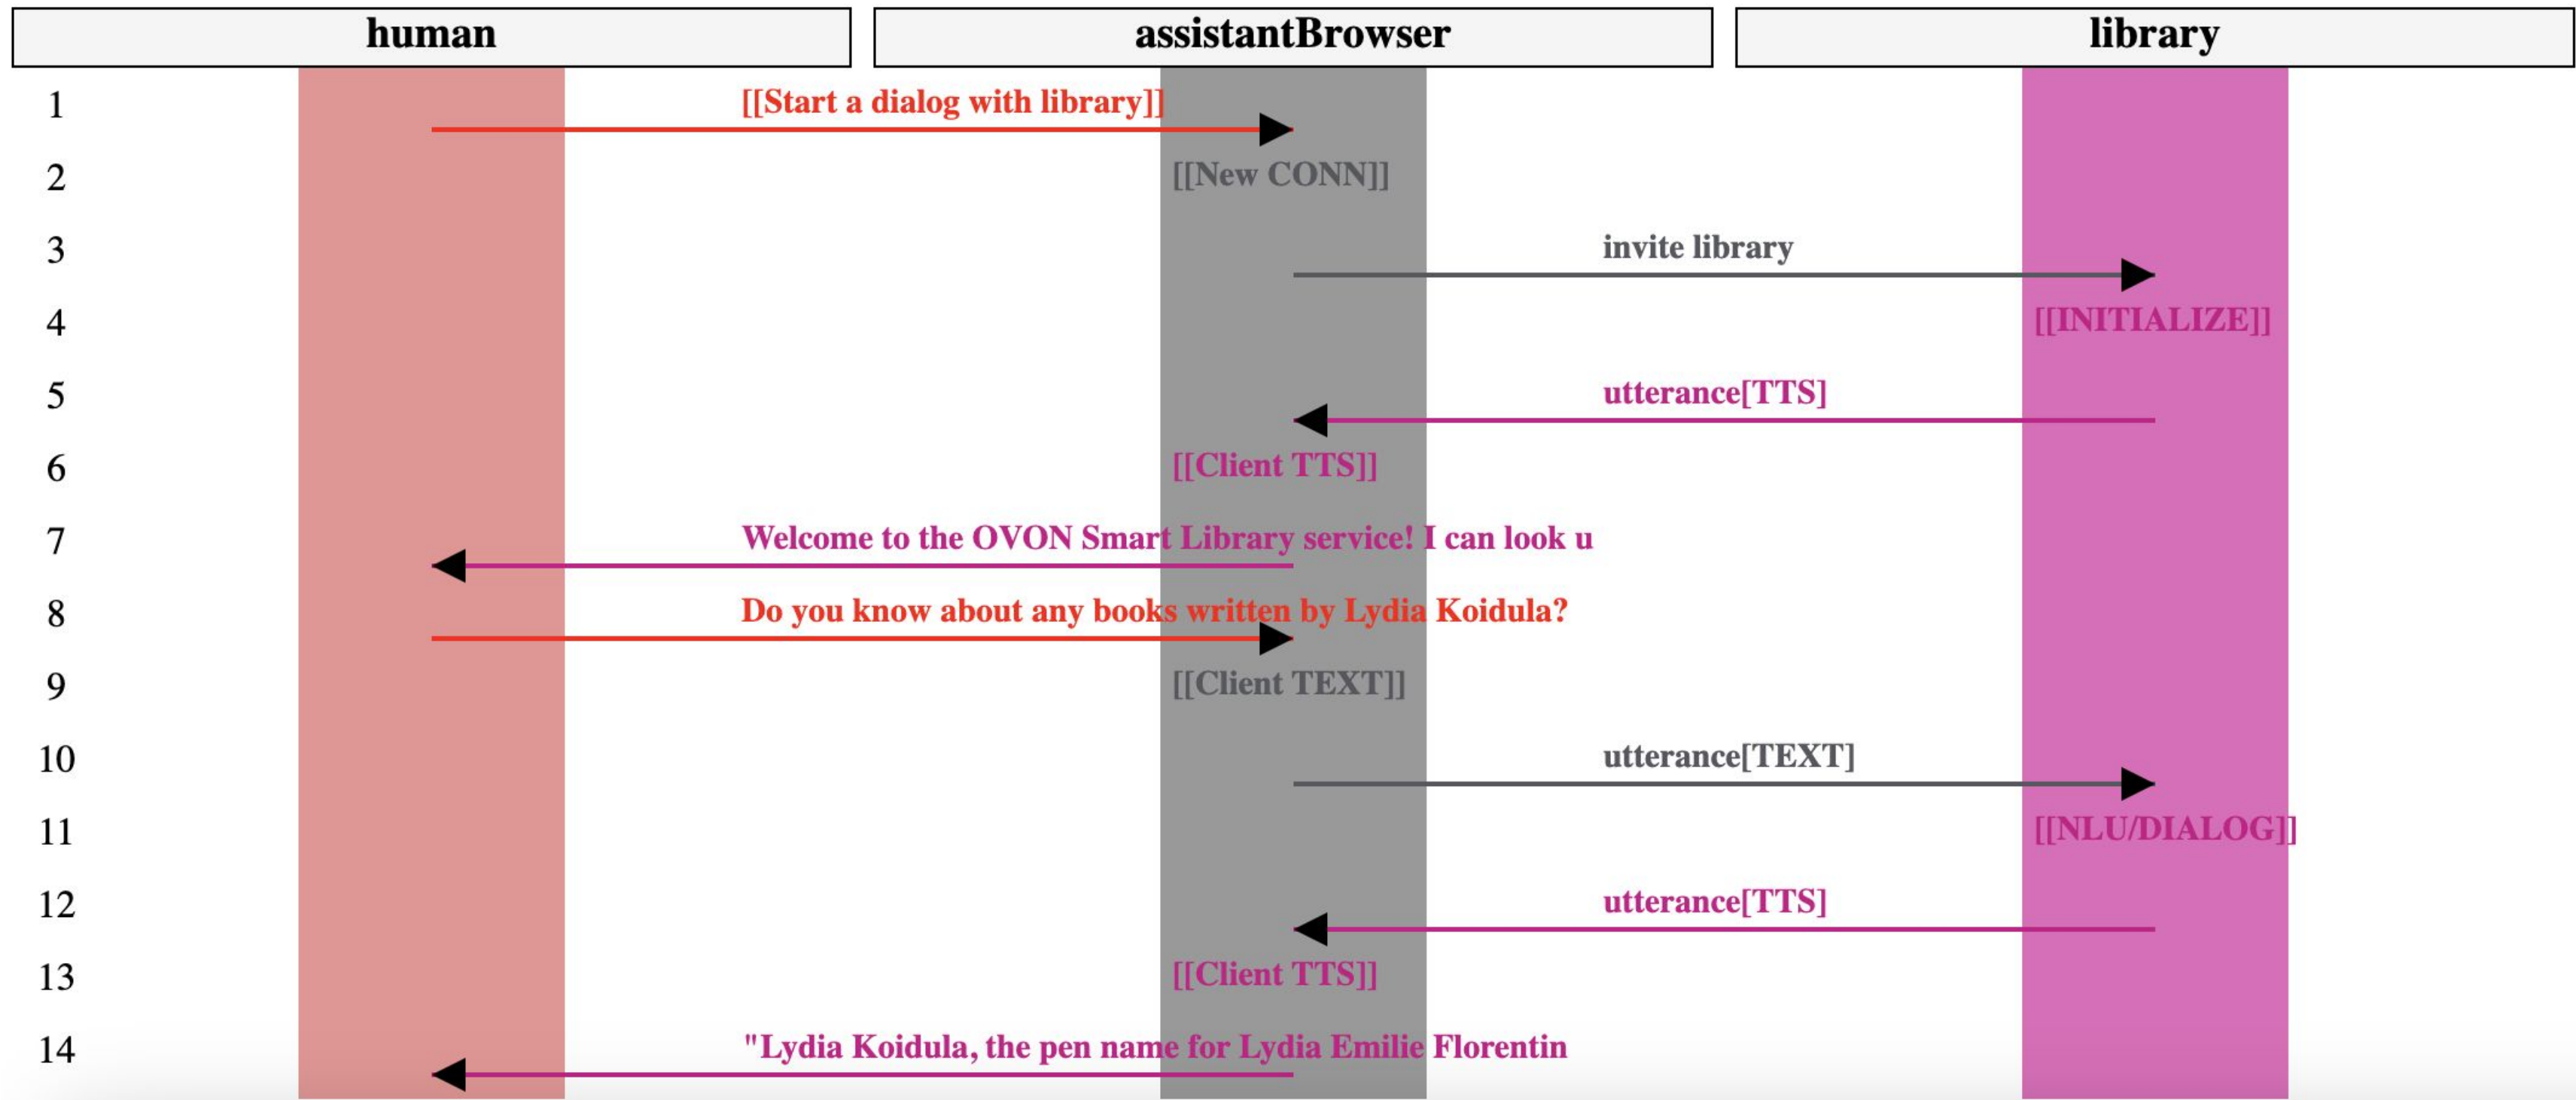 human assistantBrowser library
1 [[Start a dialog with library]]
2 [[New CONN]]
3 invite library
4 [[INITIALIZE]]
5 utterance[TTS]
6 [[Client TTS]]
7 Welcome to the OVON Smart Library service! I can look u
8 Do you know about any books written by Lydia Koidula?
9 [[Client TEXT]]
10 utterance[TEXT]
11 [[NLU/DIALOG]]
12 utterance[TTS]
13 [[Client TTS]]
14 "Lydia Koidula, the pen name for Lydia Emilie Florentin